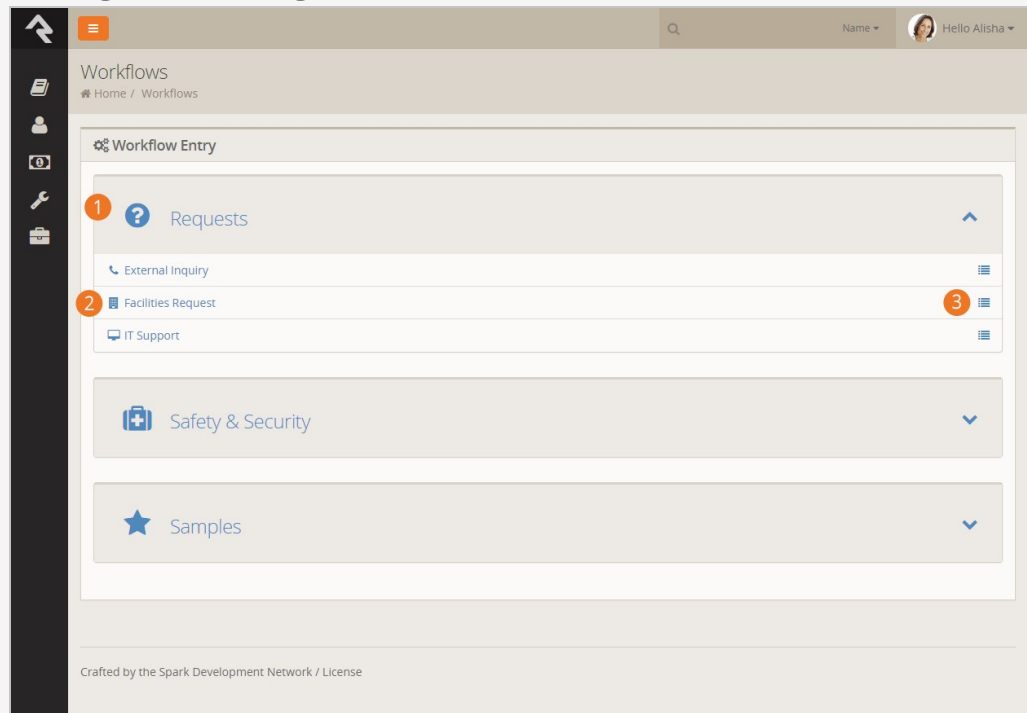 Name
Hello Alisha
Workflows
Home / Workflows
Workflow Entry
1
Requests
External Inquiry
2 Facilities Request 3
IT Support
Safety & Security
Samples
Crafted by the Spark Development Network / License